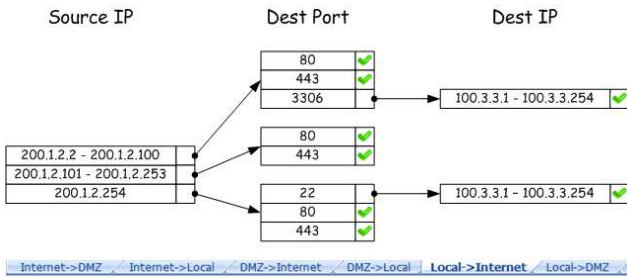 Source IP
Dest Port
Dest IP
80
443
3306
100.3.3.1 - 100.3.3.254
80
443
200.1.2.2 - 200.1.2.100
200.1.2.101 - 200.1.2.253
200.1.2.254
22
80
443
100.3.3.1 - 100.3.3.254
Internet->DMZ
Internet->Local
DMZ->Internet
DMZ->Local
Local->Internet
Local->DMZ